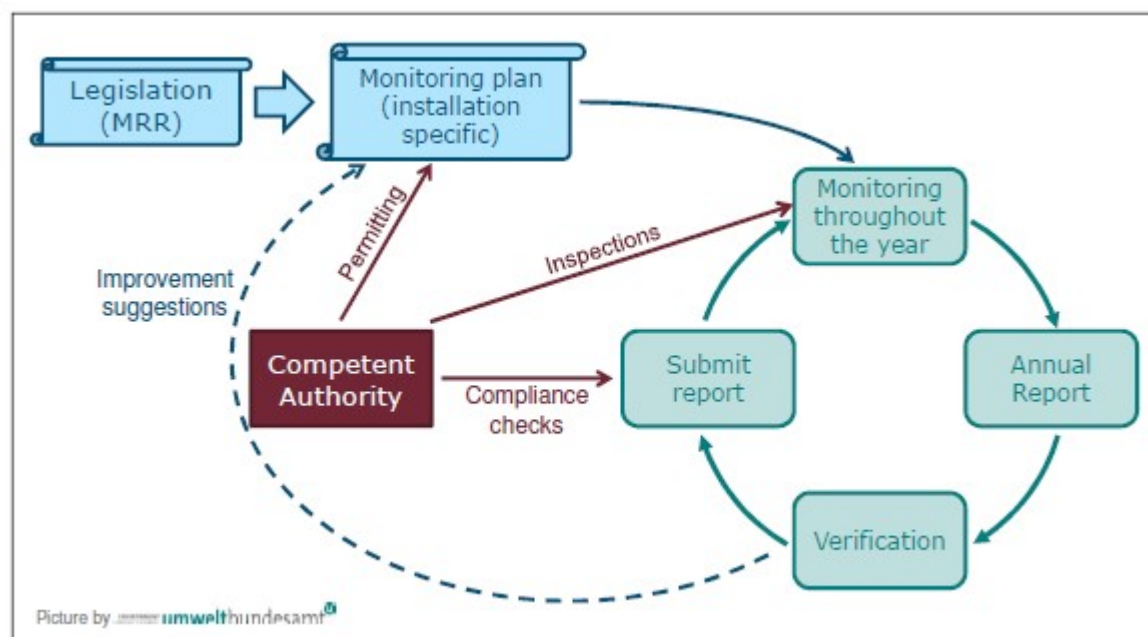 Legislation
(MRR)
Monitoring plan
(installation
specific)
Monitoring
throughout
the year
Permitting
Inspections
Improvement
suggestions
Competent
Authority
Compliance
checks
Submit
report
Annual
Report
Verification
Picture by umweltbundesamt